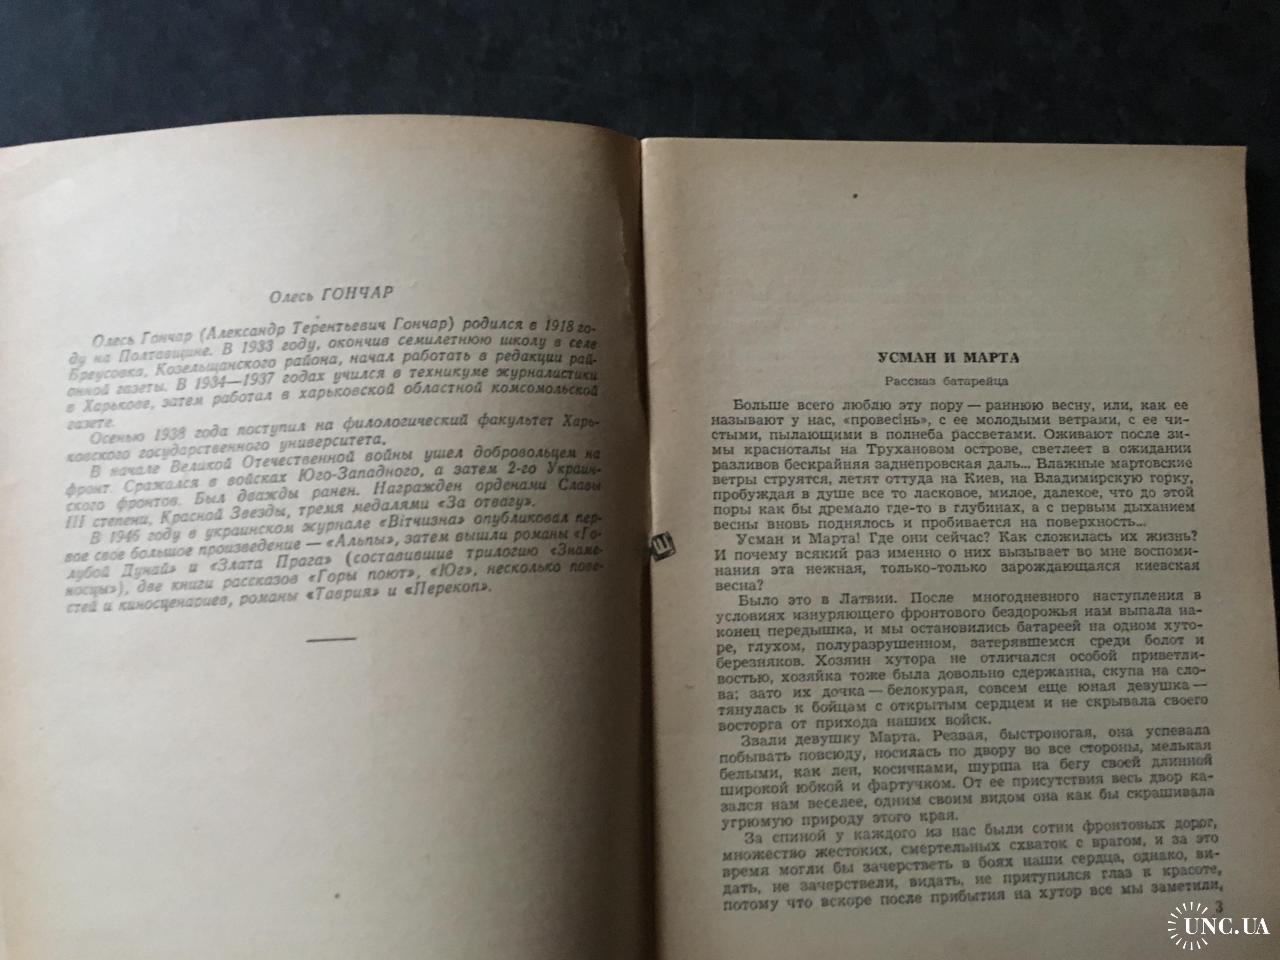 Олесь ГОНЧАР
Олесь Гончар (Александр Терентьевич Гончар) родился в 1918 го-
ду на Полтавщине. В 1933 году, окончив семилетнюю школу в селе
Бреусовка, Козельщанского района, начал работать в редакции рай-
онной газеты. В 1934—1937 годах учился в техникуме журналистики
в Харькове, затем работал в харьковской областной комсомольской
газете.
Осенью 1938 года поступил на филологический факультет Харь-
ковского государственного университета.
В начале Великой Отечественной войны ушел добровольцем на
фронт. Сражался в войсках Юго-Западного, а затем 2-го Украин-
ского фронтов. Был дважды ранен. Награжден орденами Славы
III степени, Красной Звезды, тремя медалями «За отвагу».
В 1946 году в украинском журнале «Вітчизна» опубликовал пер-
вое свое большое произведение — «Альпы», затем вышли романы «Го-
лубой Дунай» и «Злата Прага» (составившие трилогию «Знаме-
носцы»), две книги рассказов «Горы поют», «Юг», несколько пове-
стей и киносценариев, романы «Таврия» и «Перекоп».
УСМАН И МАРТА
Рассказ батарейца
Больше всего люблю эту пору — раннюю весну, или, как ее
называют у нас, «провесінь», с ее молодыми ветрами, с ее чи-
стыми, пылающими в полнеба рассветами. Оживают после зи-
мы красноталы на Трухановом острове, светлеет в ожидании
разливов бескрайняя заднепровская даль... Влажные мартовские
ветры струятся, летят оттуда на Киев, на Владимирскую горку,
пробуждая в душе все то ласковое, милое, далекое, что до этой
поры как бы дремало где-то в глубинах, а с первым дыханием
весны вновь поднялось и пробивается на поверхность...
Усман и Марта! Где они сейчас? Как сложилась их жизнь?
И почему всякий раз именно о них вызывает во мне воспоми-
нания эта нежная, только-только зарождающаяся киевская
весна?
Было это в Латвии. После многодневного наступления в
условиях изнуряющего фронтового бездорожья нам выпала на-
конец передышка, и мы остановились батареей на одном хуто-
ре, глухом, полуразрушенном, затерявшемся среди болот и
березняков. Хозяин хутора не отличался особой приветли-
востью, хозяйка тоже была довольно сдержанна, скупа на сло-
ва; зато их дочка — белокурая, совсем еще юная девушка —
тянулась к бойцам с открытым сердцем и не скрывала своего
восторга от прихода наших войск.
Звали девушку Марта. Резвая, быстроногая, она успевала
побывать повсюду, носилась по двору во все стороны, мелькая
белыми, как лен, косичками, шурша на бегу своей длинной
широкой юбкой и фартучком. От ее присутствия весь двор ка-
зался нам веселее, одним своим видом она как бы скрашивала
угрюмую природу этого края.
За спиной у каждого из нас были сотни фронтовых дорог,
множество жестоких, смертельных схваток с врагом, и за это
время могли бы зачерстветь в боях наши сердца, однако, ви-
дать, не зачерствели, видать, не притупился глаз к красоте,
потому что вскоре после прибытия на хутор все мы заметили,
3
UNC.UA